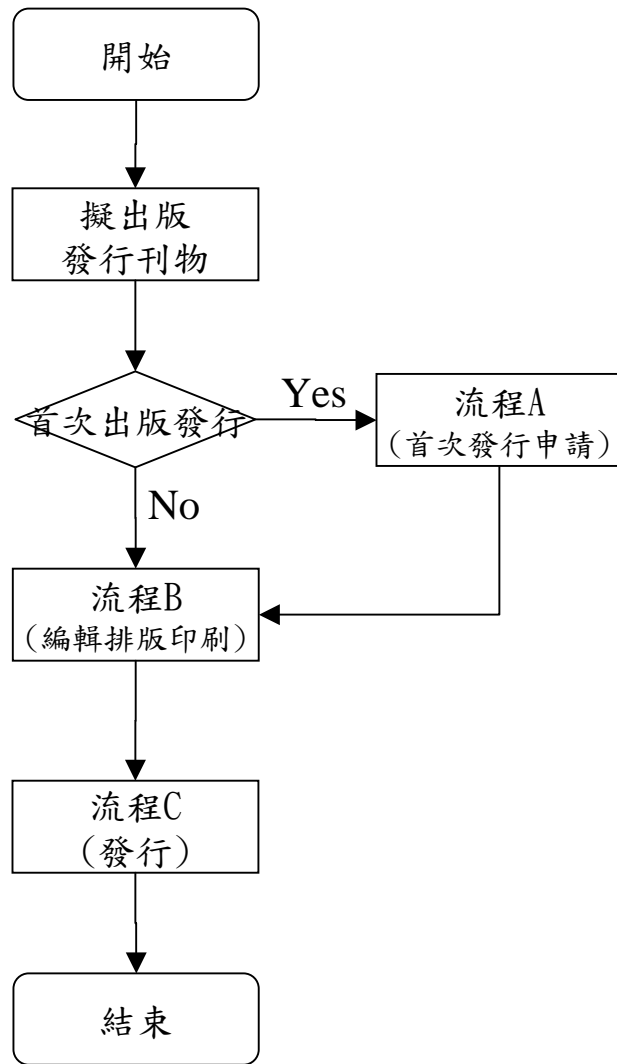 開始
擬出版
發行刊物
首次出版發行
Yes
流程A
(首次發行申請)
No
流程B
(編輯排版印刷)
流程C
(發行)
結束